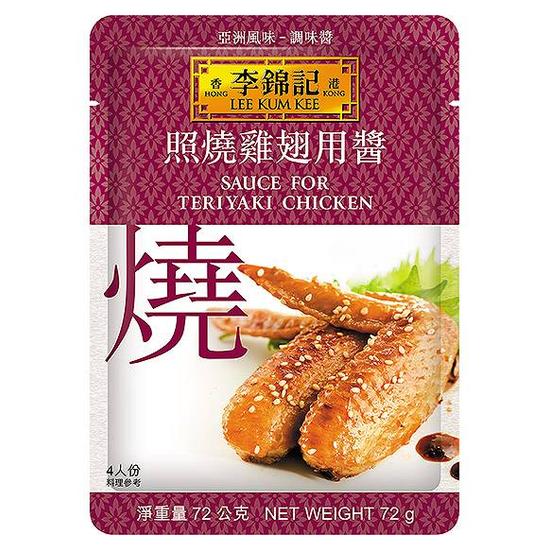 亞洲風味-調味醬
香 李錦記 港
HONG LEE KUM KEE KONG
照燒雞翅用醬
SAUCE FOR
TERIYAKI CHICKEN
燒
4人份
料理參考
淨重量 72 公克 NET WEIGHT 72 g